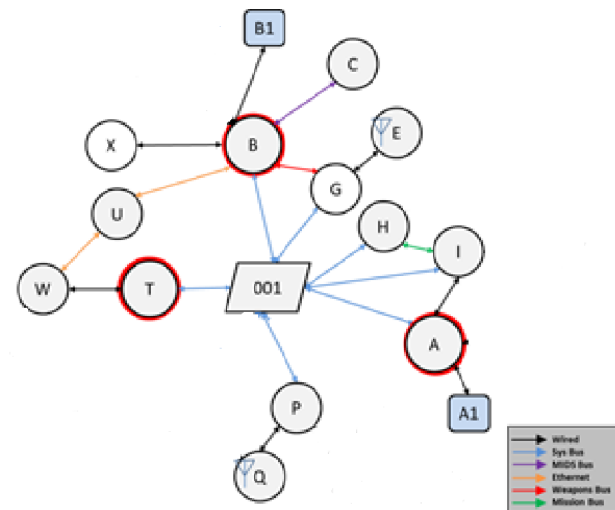 B1
C
E
X
B
G
U
H
I
W
T
001
A
P
A1
Q
Wired
Sys Bus
MIDS Bus
Ethernet
Weapons Bus
Mission Bus